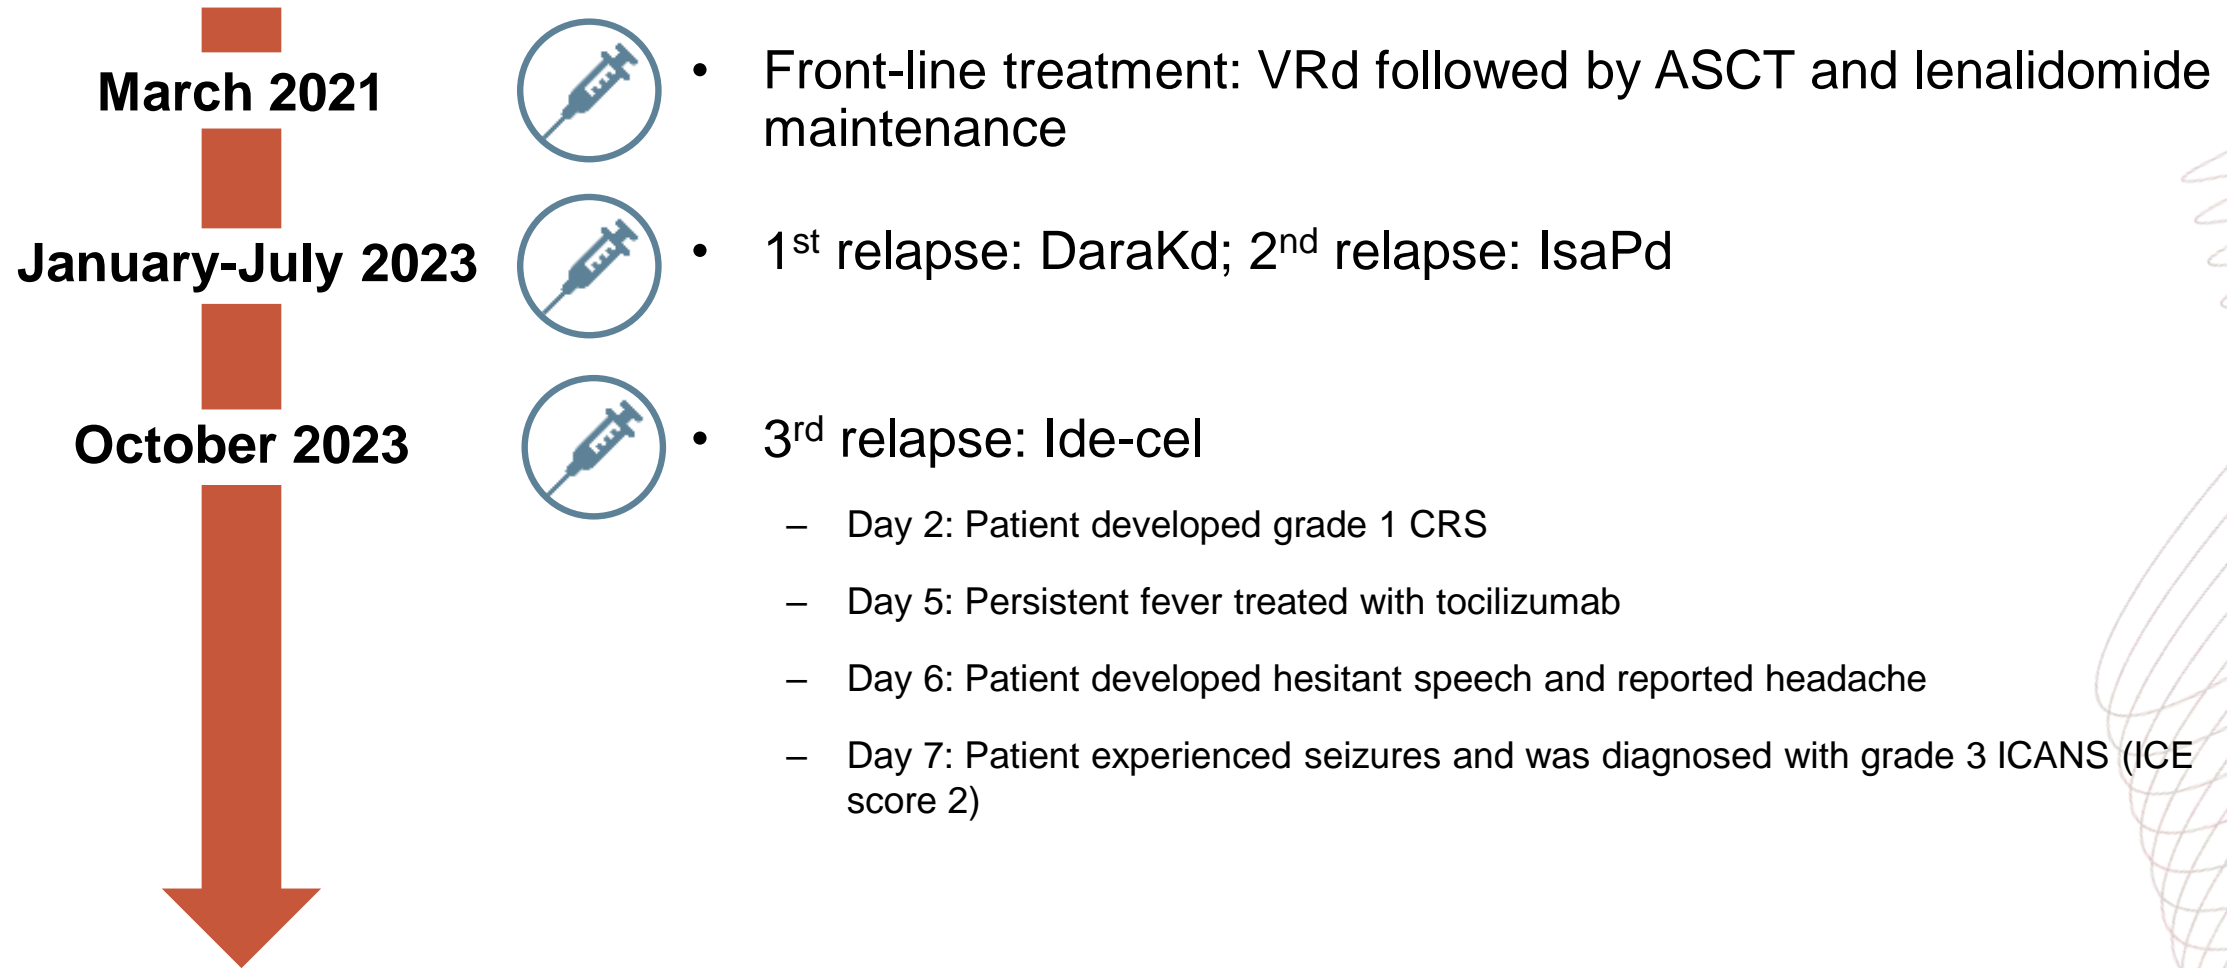 March 2021
• Front-line treatment: VRd followed by ASCT and lenalidomide
maintenance
January-July 2023
• 1st relapse: DaraKd; 2nd relapse: IsaPd
October 2023
• 3rd relapse: Ide-cel
– Day 2: Patient developed grade 1 CRS
– Day 5: Persistent fever treated with tocilizumab
– Day 6: Patient developed hesitant speech and reported headache
– Day 7: Patient experienced seizures and was diagnosed with grade 3 ICANS (ICE
score 2)